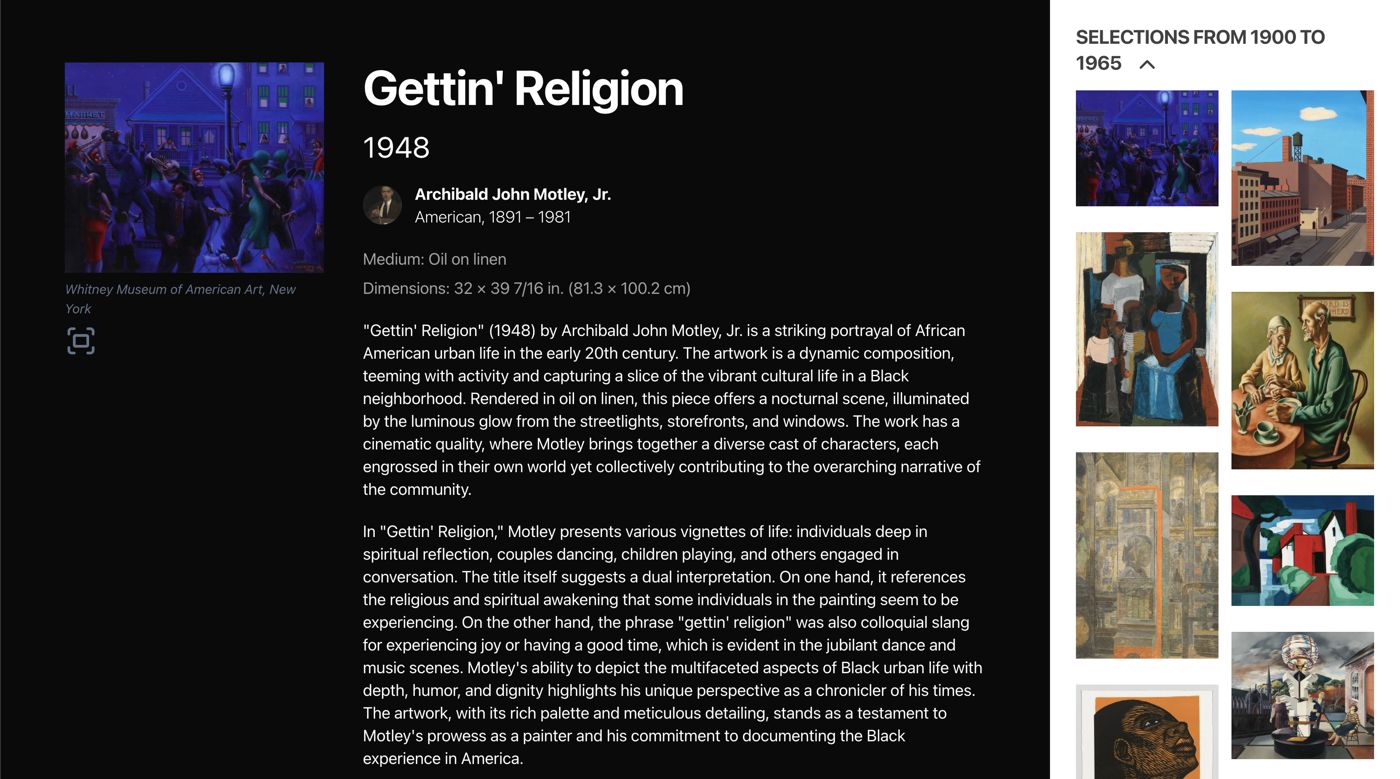 Gettin' Religion
1948
Archibald John Motley, Jr.
American, 1891 – 1981
Medium: Oil on linen
Dimensions: 32 × 39 7/16 in. (81.3 × 100.2 cm)
"Gettin' Religion" (1948) by Archibald John Motley, Jr. is a striking portrayal of African
American urban life in the early 20th century. The artwork is a dynamic composition,
teeming with activity and capturing a slice of the vibrant cultural life in a Black
neighborhood. Rendered in oil on linen, this piece offers a nocturnal scene, illuminated
by the luminous glow from the streetlights, storefronts, and windows. The work has a
cinematic quality, where Motley brings together a diverse cast of characters, each
engrossed in their own world yet collectively contributing to the overarching narrative of
the community.
In "Gettin' Religion," Motley presents various vignettes of life: individuals deep in
spiritual reflection, couples dancing, children playing, and others engaged in
conversation. The title itself suggests a dual interpretation. On one hand, it references
the religious and spiritual awakening that some individuals in the painting seem to be
experiencing. On the other hand, the phrase "gettin' religion" was also colloquial slang
for experiencing joy or having a good time, which is evident in the jubilant dance and
music scenes. Motley's ability to depict the multifaceted aspects of Black urban life with
depth, humor, and dignity highlights his unique perspective as a chronicler of his times.
The artwork, with its rich palette and meticulous detailing, stands as a testament to
Motley's prowess as a painter and his commitment to documenting the Black
experience in America.
MARKET
Whitney Museum of American Art, New
York
SELECTIONS FROM 1900 TO
1965